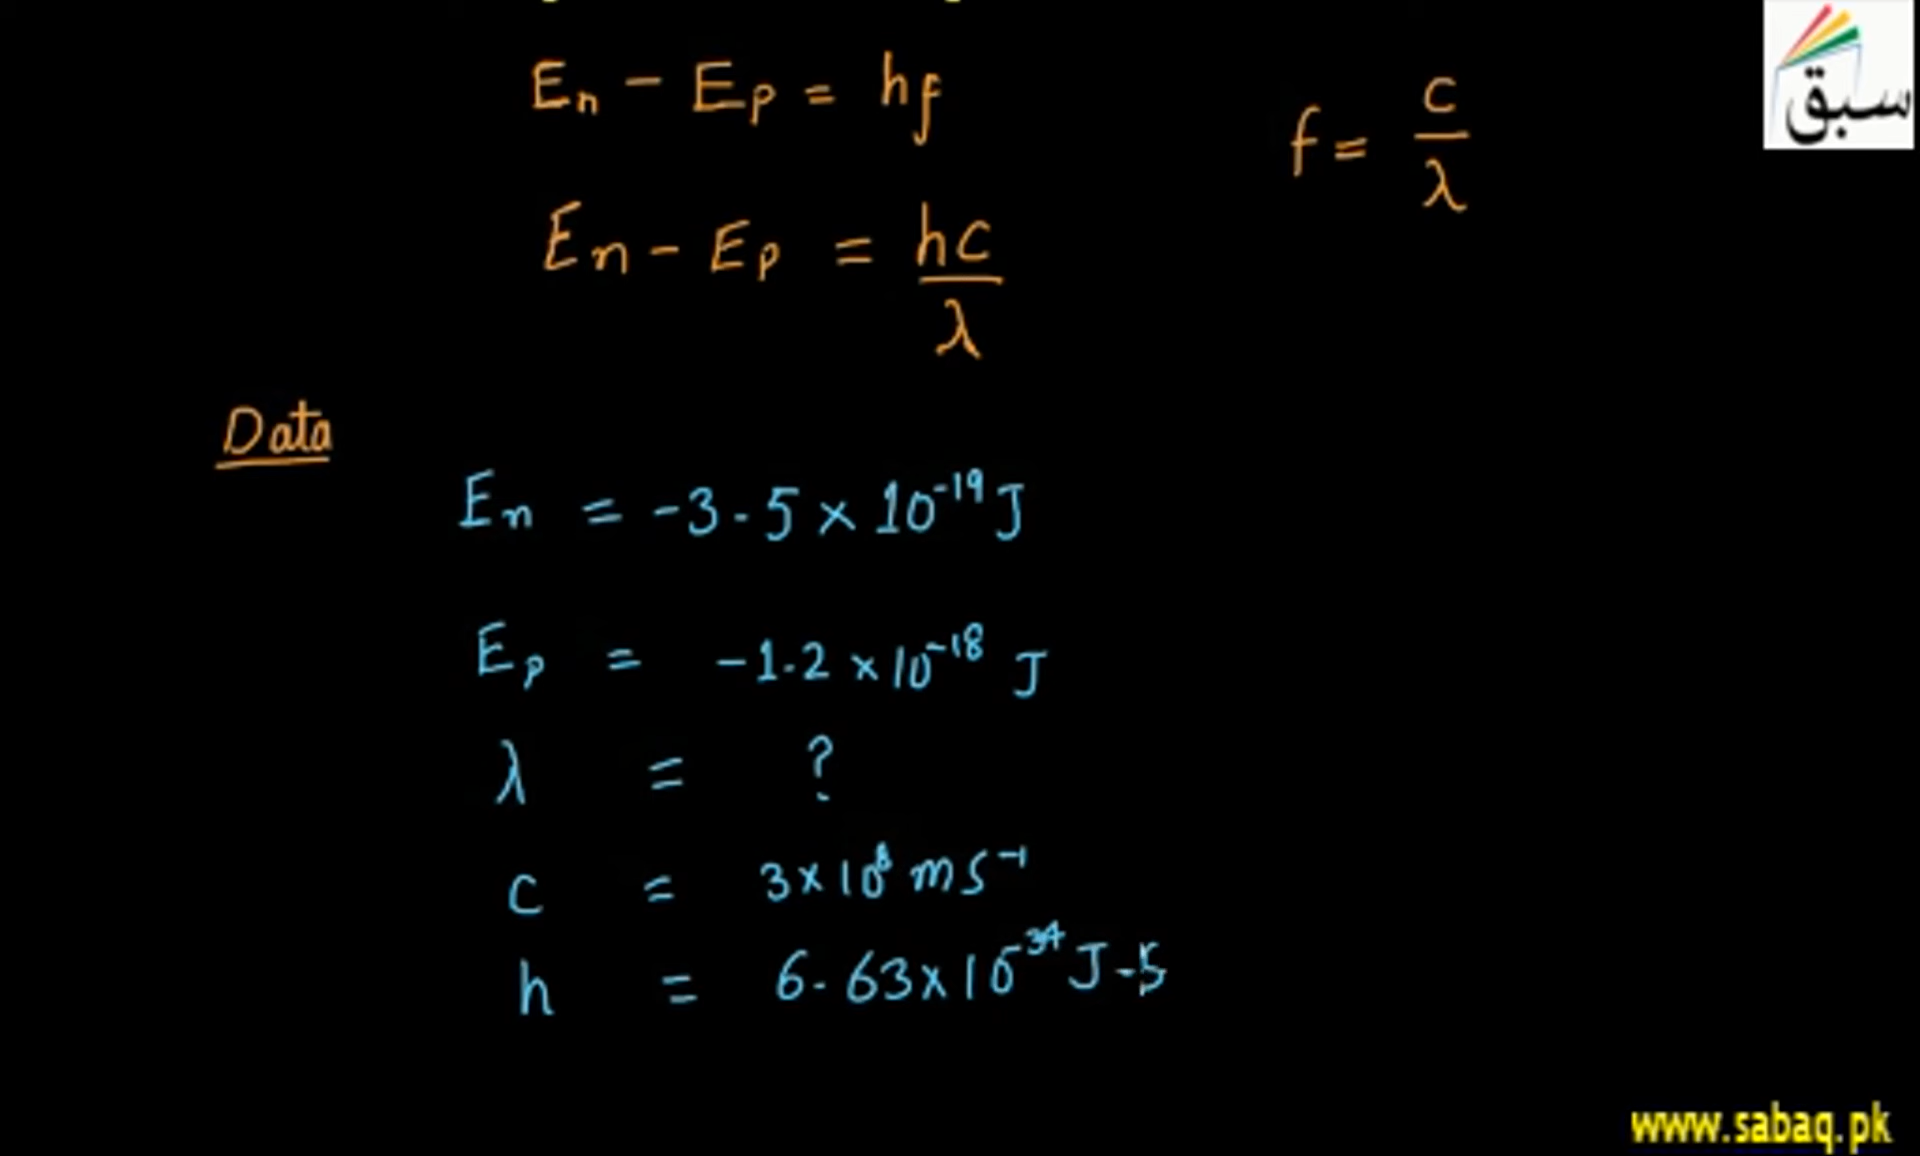 En - Ep = hf
f = c/λ
سبق
En - Ep = hc/λ
Data
En = -3.5 × 10⁻¹⁹ J
Ep = -1.2 × 10⁻¹⁸ J
λ = ?
c = 3×10⁸ ms⁻¹
h = 6.63×10⁻³⁴ J-s
www.sabaq.pk